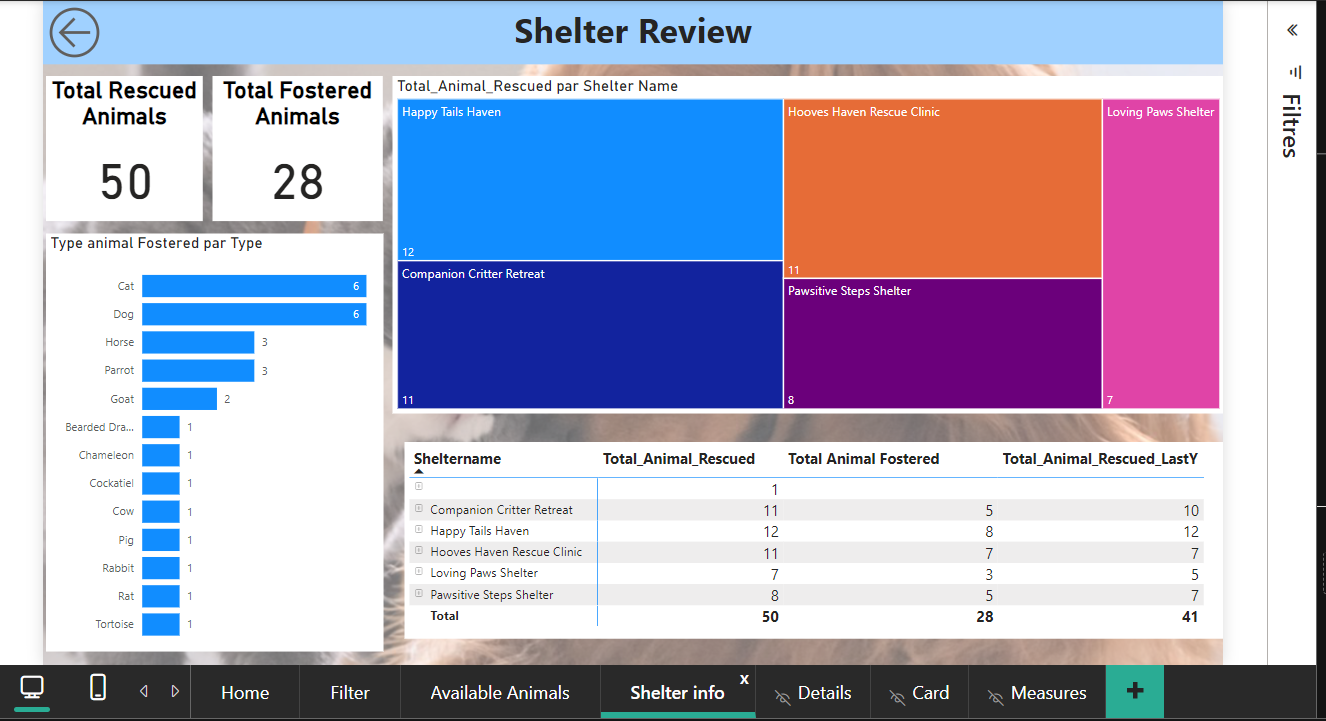 Shelter Review
Total Rescued
Animals
50
Total Fostered
Animals
28
Type animal Fostered par Type
Cat 6
Dog 6
Horse 3
Parrot 3
Goat 2
Bearded Dra... 1
Chameleon 1
Cockatiel 1
Cow 1
Pig 1
Rabbit 1
Rat 1
Tortoise 1
Total_Animal_Rescued par Shelter Name
Happy Tails Haven
12
Companion Critter Retreat
11
Hooves Haven Rescue Clinic
11
Pawsitive Steps Shelter
8
Loving Paws Shelter
7
Sheltername Total_Animal_Rescued Total Animal Fostered Total_Animal_Rescued_LastY
1
Companion Critter Retreat 11 5 10
Happy Tails Haven 12 8 12
Hooves Haven Rescue Clinic 11 7 7
Loving Paws Shelter 7 3 5
Pawsitive Steps Shelter 8 5 7
Total 50 28 41
Filtres
Home Filter Available Animals Shelter info x Details Card Measures +